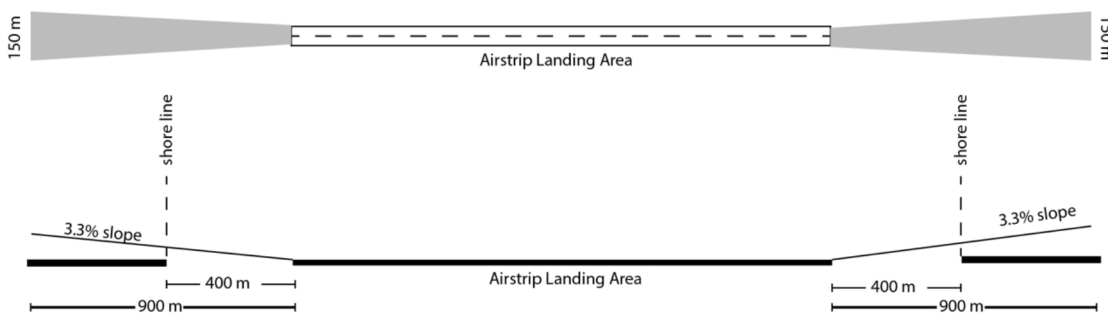 150 m
150 m
Airstrip Landing Area
shore line
shore line
3.3% slope
3.3% slope
Airstrip Landing Area
400 m
400 m
900 m
900 m